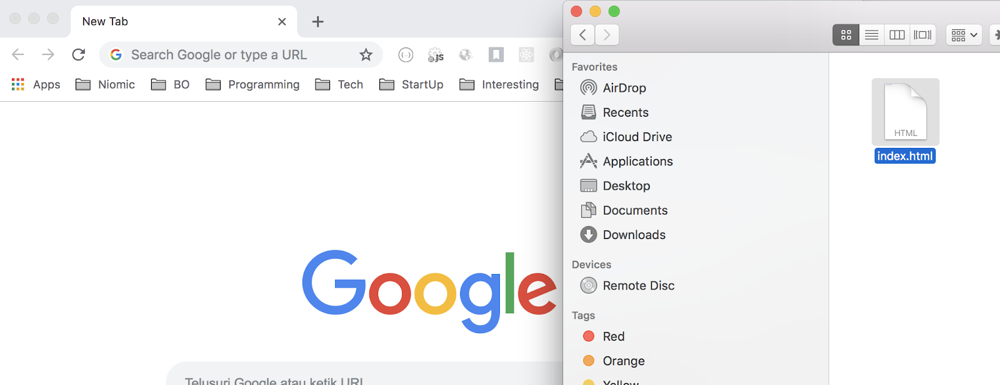 New Tab
Search Google or type a URL
.js
Apps Niomic BO Programming Tech StartUp Interesting
Google
Telusuri Google atau ketik URL
Favorites
AirDrop
Recents
iCloud Drive
Applications
Desktop
Documents
Downloads
Devices
Remote Disc
Tags
Red
Orange
Yellow
HTML
index.html